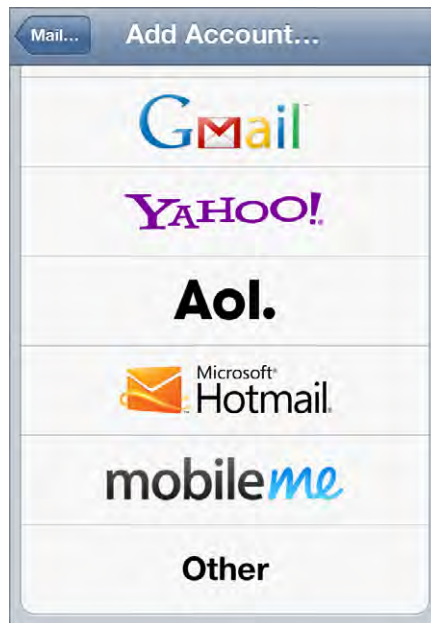 Mail...
Add Account...
Gmail
YAHOO!
Aol.
Microsoft®
Hotmail®
mobileme
Other